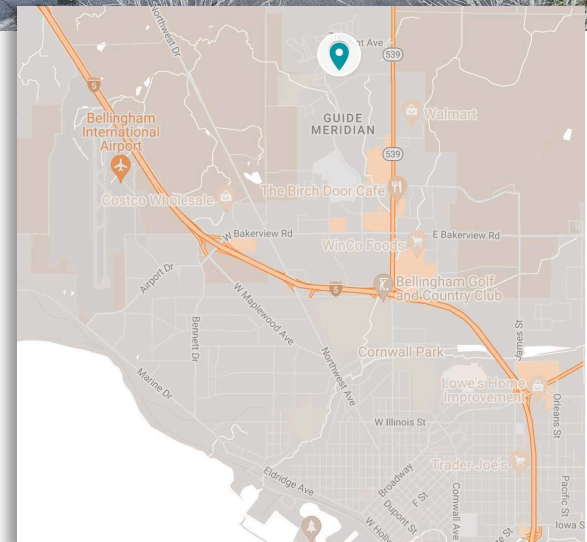 Northwest Dr
nt Ave
539
5
Bellingham
International
Airport
GUIDE
MERIDIAN
Walmart
539
Costco Wholesale
The Birch Door Cafe
W Bakerview Rd
E Bakerview Rd
WinCo Foods
Airport Dr
5
Bellingham Golf
and Country Club
W Maplewood Ave
Bennett Dr
Northwest Ave
James St
Marine Dr
Cornwall Park
Lowe's Home
Improvement
Orleans St
W Illinois St
Trader Joe's
Eldridge Ave
Broadway
F St
Cornwall Ave
Pacific St
Dupont St
W Holly
te St
Iowa S